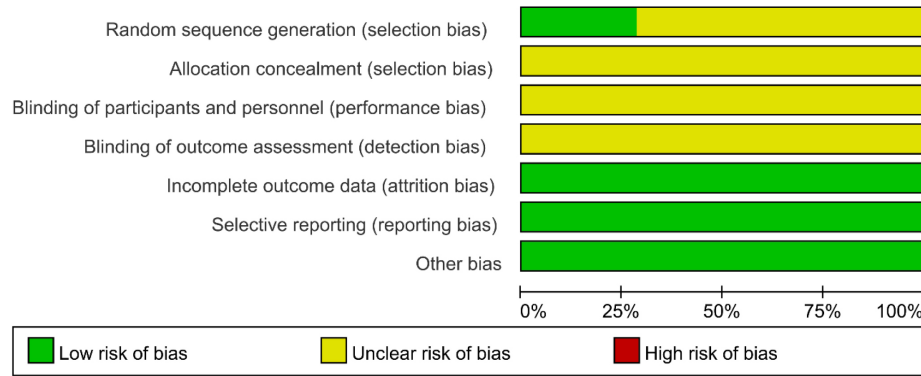 Random sequence generation (selection bias)
Allocation concealment (selection bias)
Blinding of participants and personnel (performance bias)
Blinding of outcome assessment (detection bias)
Incomplete outcome data (attrition bias)
Selective reporting (reporting bias)
Other bias
0% 25% 50% 75% 100%
Low risk of bias Unclear risk of bias High risk of bias